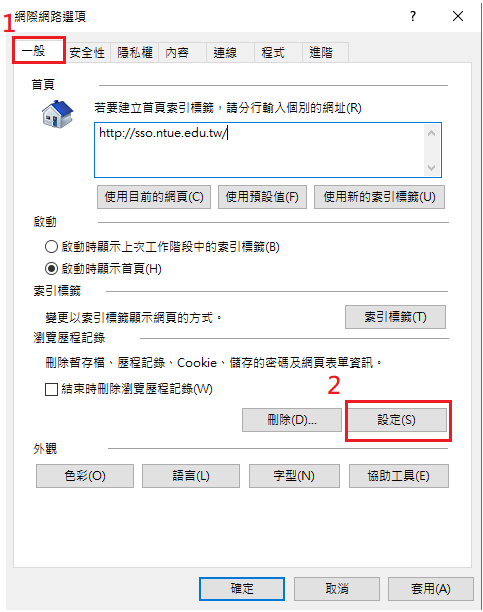 1
網際網路選項 ? ×
一般 安全性 隱私權 內容 連線 程式 進階
首頁
若要建立首頁索引標籤，請分行輸入個別的網址(R)
http://sso.ntue.edu.tw/
使用目前的網頁(C) 使用預設值(F) 使用新的索引標籤(U)
啟動
啟動時顯示上次工作階段中的索引標籤(B)
啟動時顯示首頁(H)
索引標籤
變更以索引標籤顯示網頁的方式。 索引標籤(T)
瀏覽歷程記錄
刪除暫存檔、歷程記錄、Cookie、儲存的密碼及網頁表單資訊。
結束時刪除瀏覽歷程記錄(W)
2
刪除(D)... 設定(S)
外觀
色彩(O) 語言(L) 字型(N) 協助工具(E)
確定 取消 套用(A)